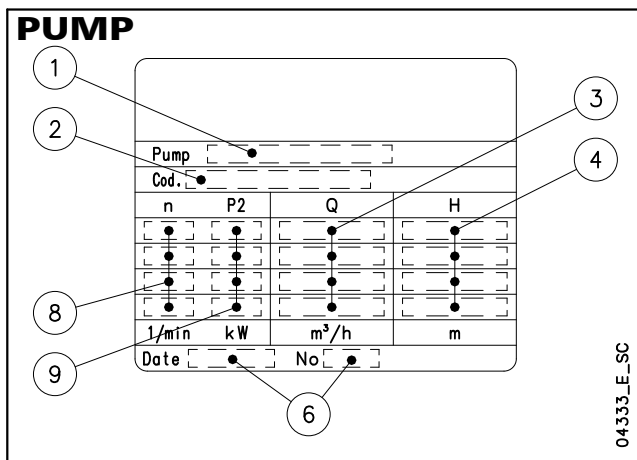 PUMP
1
2
3
4
Pump
Cod.
n P2 Q H
8
9
1/min kW m³/h m
Date No
6
04333_E_SC